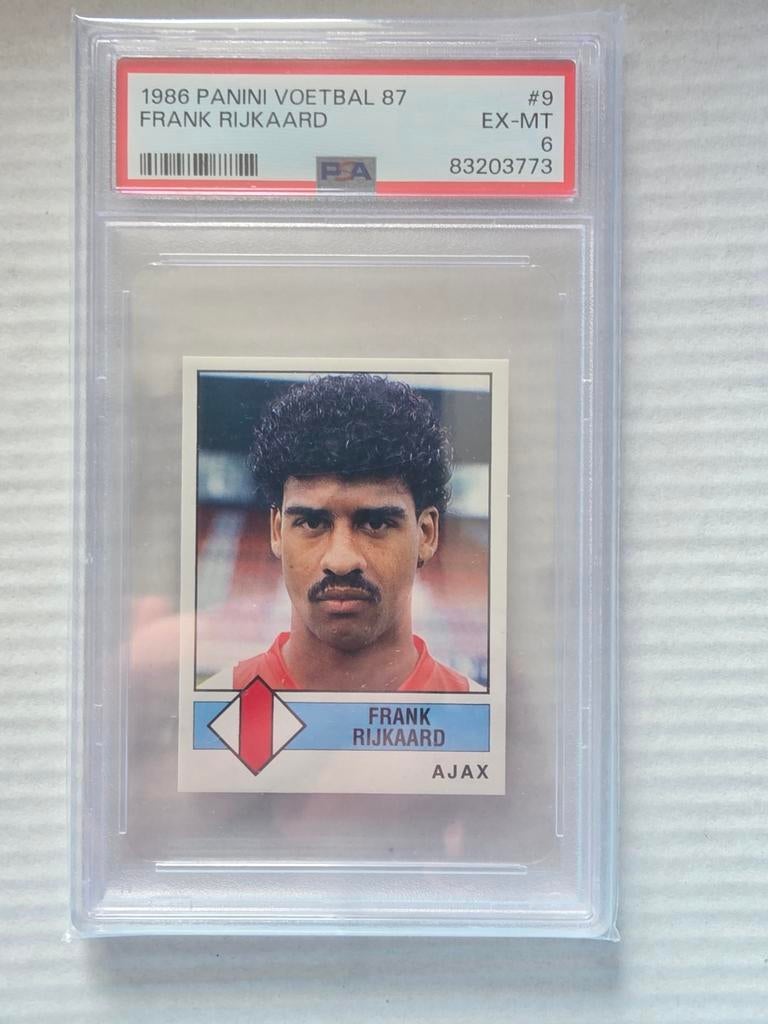 1986 PANINI VOETBAL 87 #9
FRANK RIJKAARD EX-MT
6
PSA 83203773
FRANK
RIJKAARD
AJAX